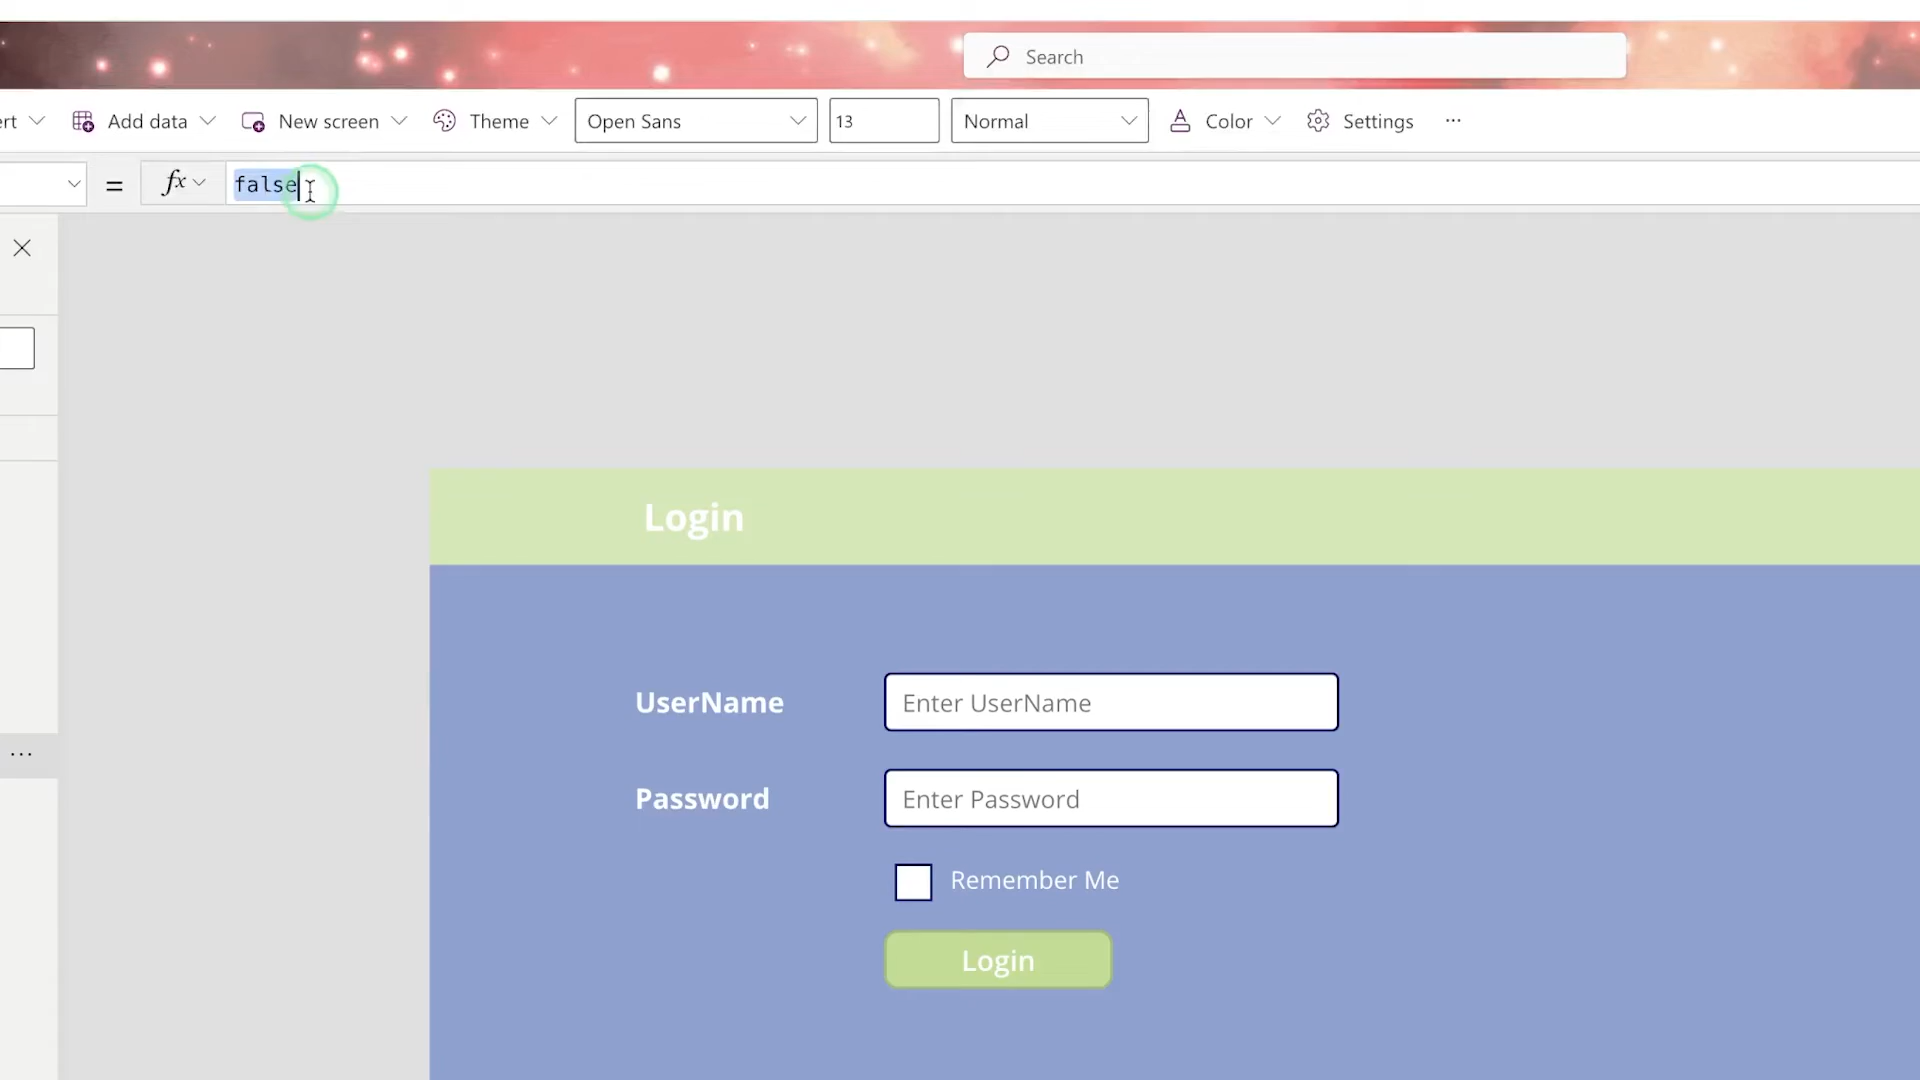 Search
ert
Add data
New screen
Theme
Open Sans
13
Normal
Color
Settings
...
= fx false
...
Login
UserName
Enter UserName
Password
Enter Password
Remember Me
Login